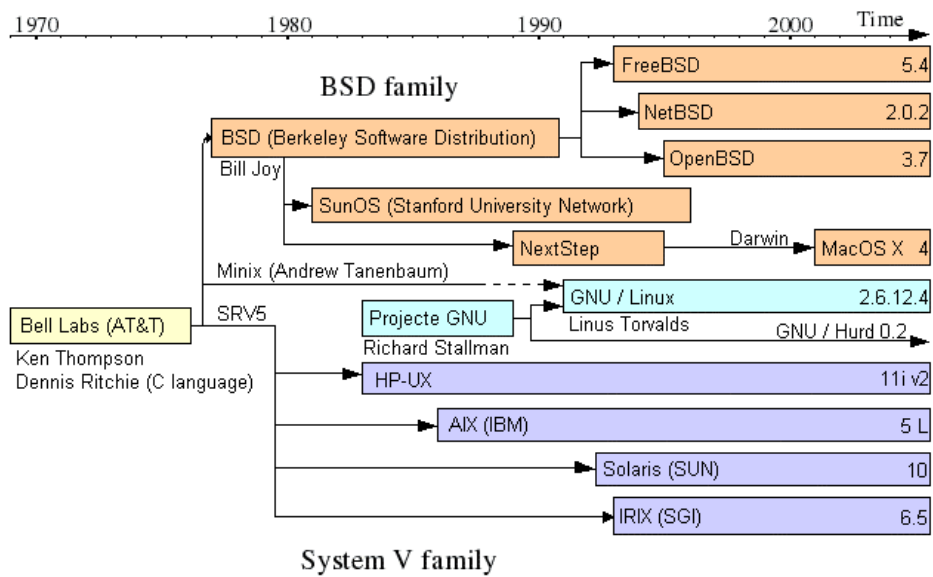 1970 1980 1990 2000 Time
FreeBSD 5.4
BSD family
NetBSD 2.0.2
BSD (Berkeley Software Distribution)
OpenBSD 3.7
Bill Joy
SunOS (Stanford University Network)
NextStep Darwin MacOS X 4
Minix (Andrew Tanenbaum)
GNU / Linux 2.6.12.4
SRV5
Bell Labs (AT&T) Projecte GNU
Linus Torvalds GNU / Hurd 0.2
Ken Thompson Richard Stallman
Dennis Ritchie (C language)
HP-UX 11i v2
AIX (IBM) 5 L
Solaris (SUN) 10
IRIX (SGI) 6.5
System V family